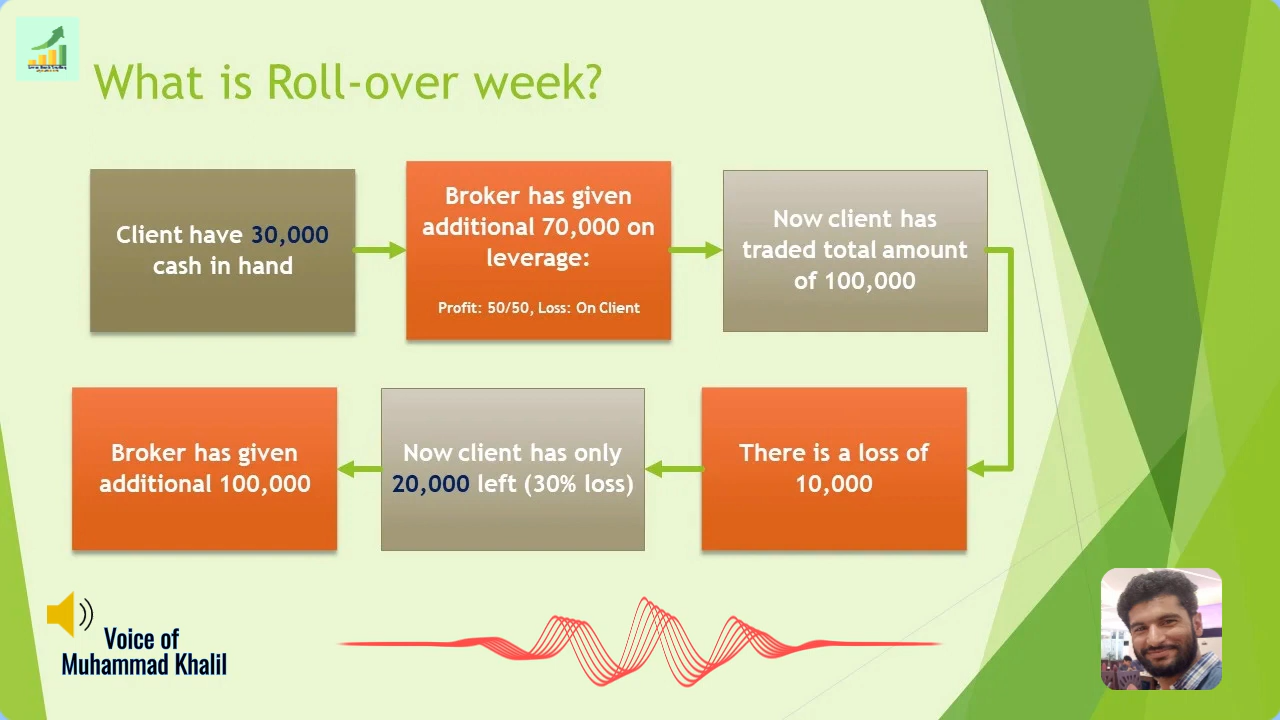 What is Roll-over week?
Client have 30,000
cash in hand
Broker has given
additional 70,000 on
leverage:
Profit: 50/50, Loss: On Client
Now client has
traded total amount
of 100,000
There is a loss of
10,000
Now client has only
20,000 left (30% loss)
Broker has given
additional 100,000
Voice of
Muhammad Khalil